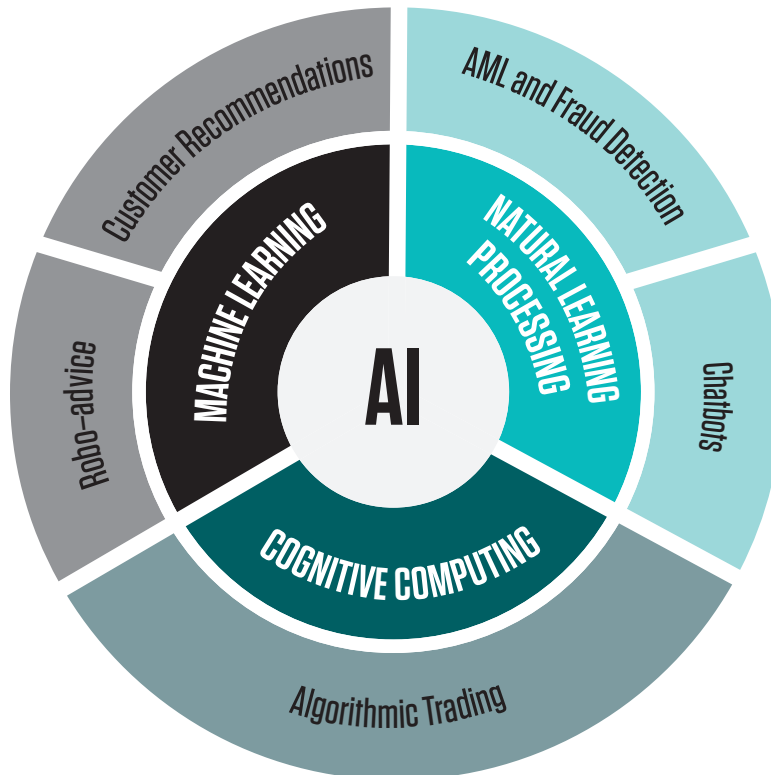 Customer Recommendations
AML and Fraud Detection
MACHINE LEARNING
NATURAL LEARNING
PROCESSING
AI
Robo-advice
Chatbots
COGNITIVE COMPUTING
Algorithmic Trading